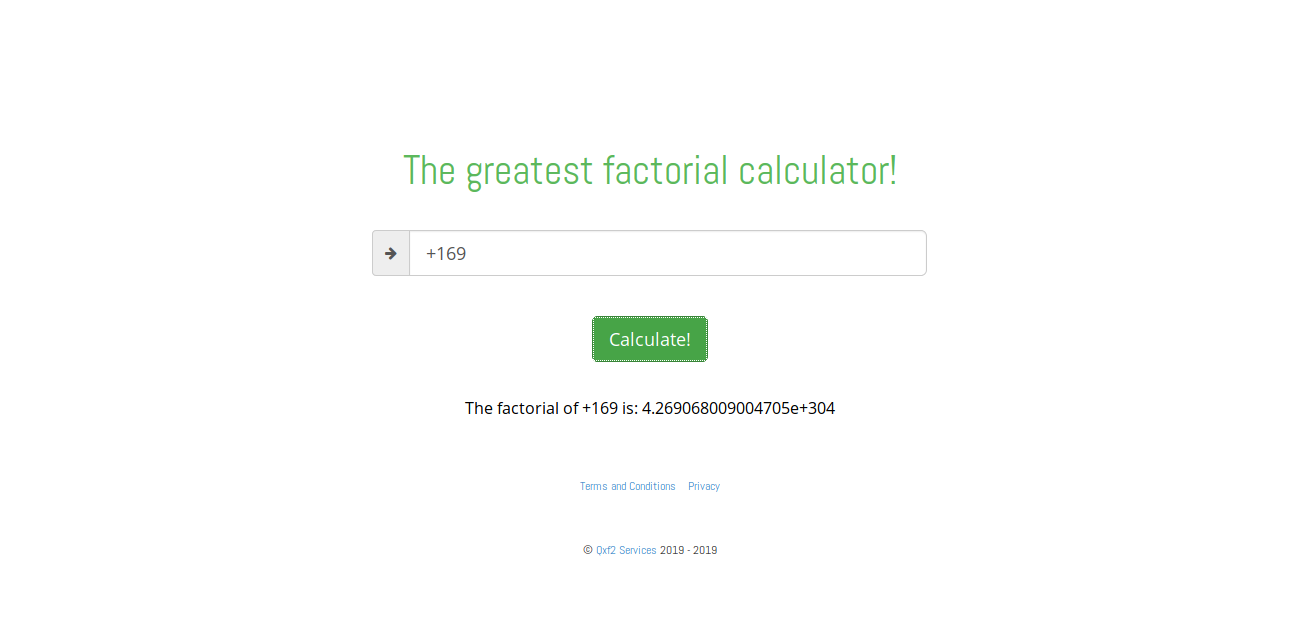 The greatest factorial calculator!
+169
Calculate!
The factorial of +169 is: 4.269068009004705e+304
Terms and Conditions Privacy
© Qxf2 Services 2019 - 2019